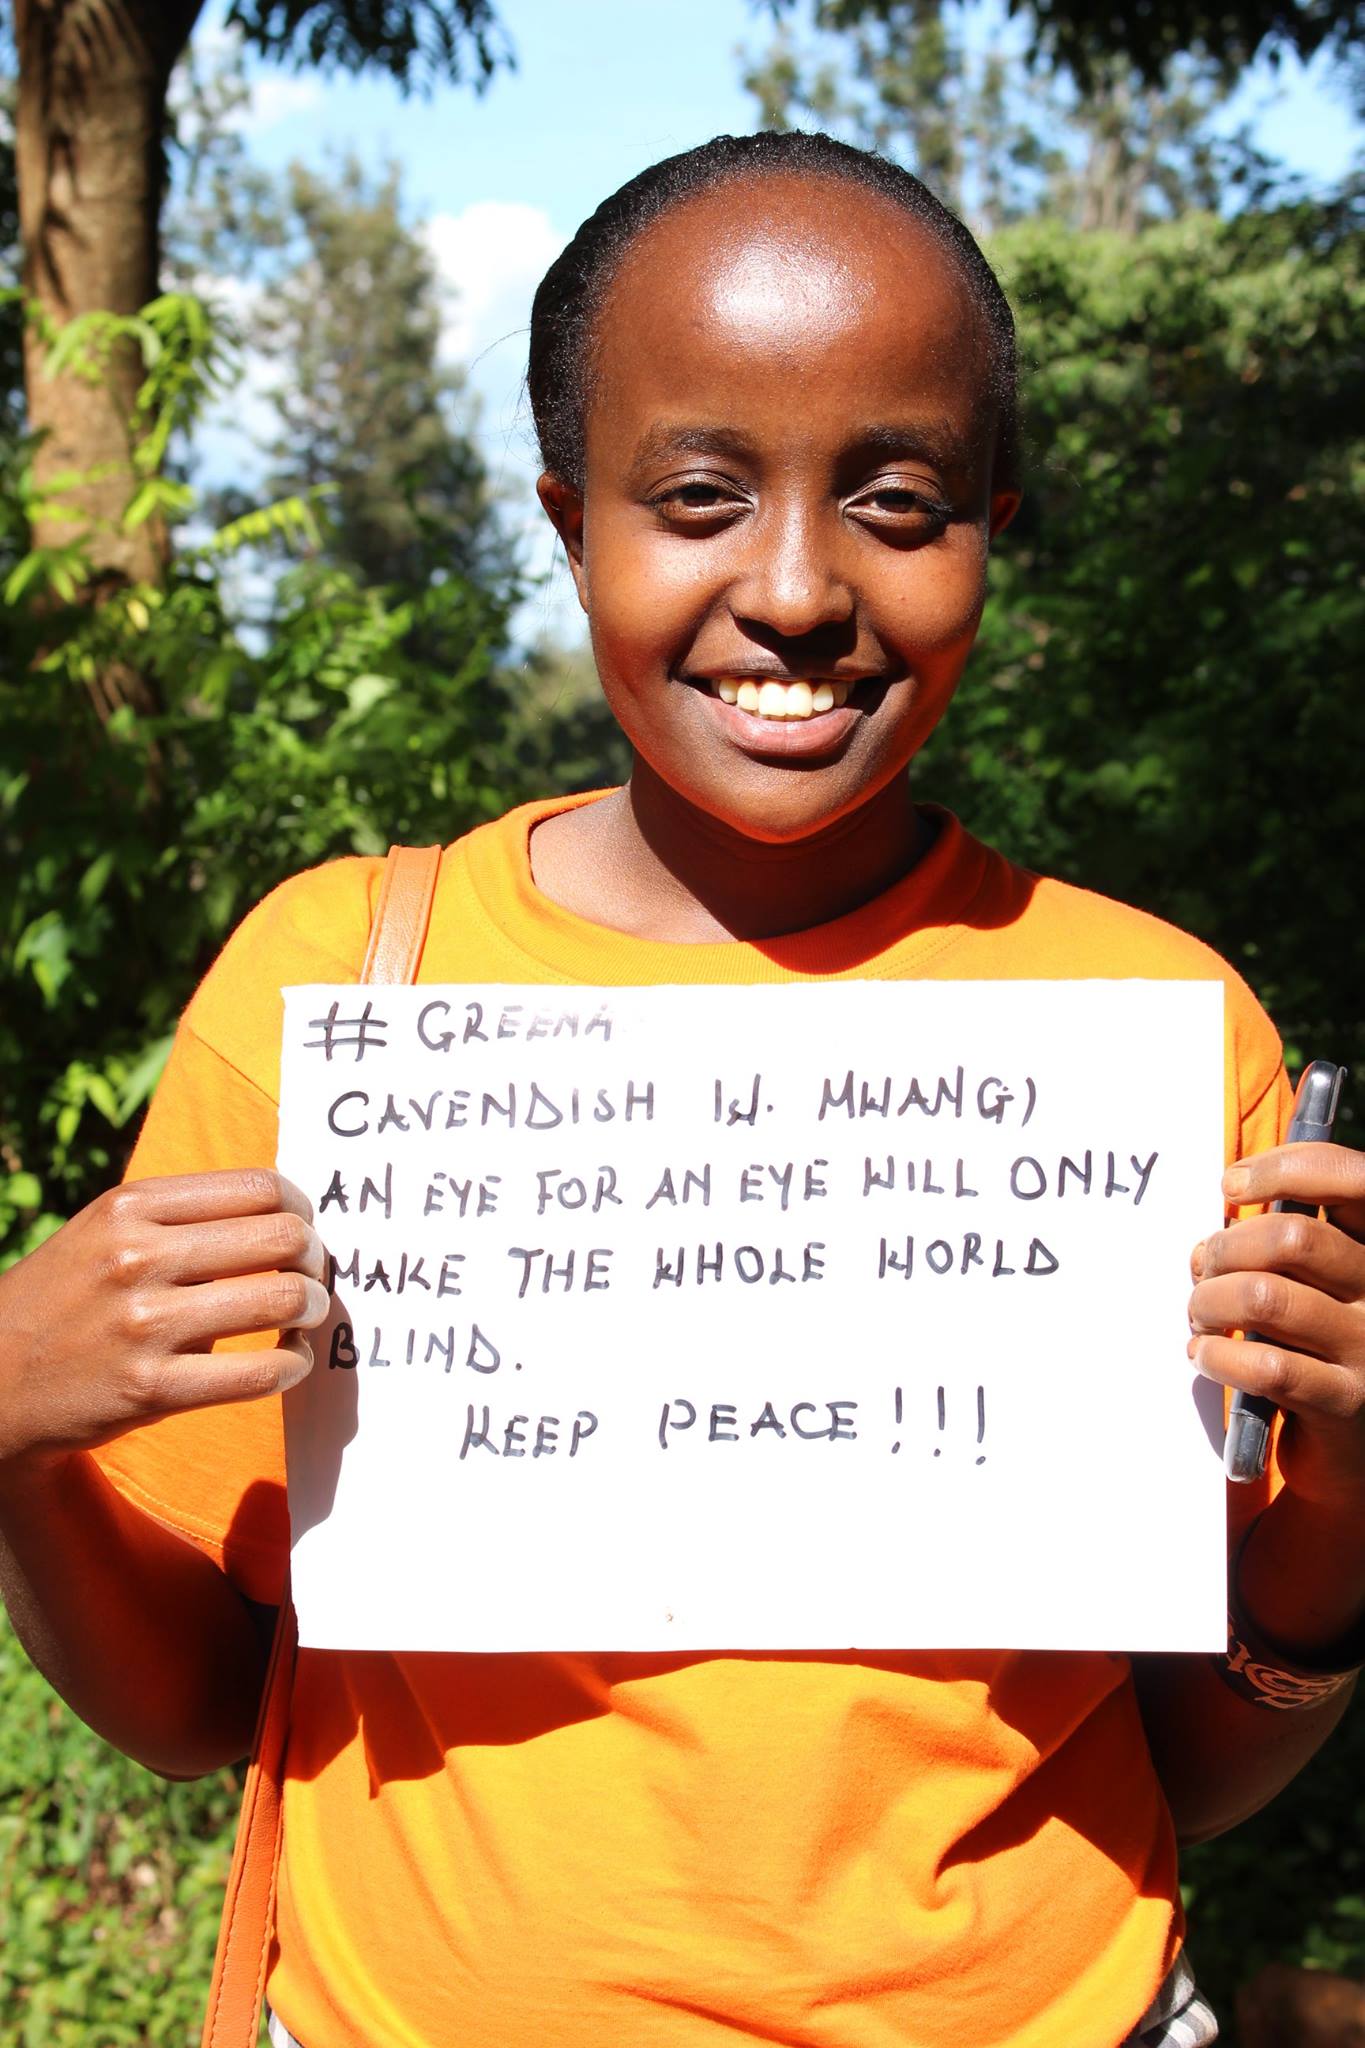 # GREENA
CAVENDISH W. MWANGI
AN EYE FOR AN EYE WILL ONLY
MAKE THE WHOLE WORLD
BLIND.
KEEP PEACE!!!